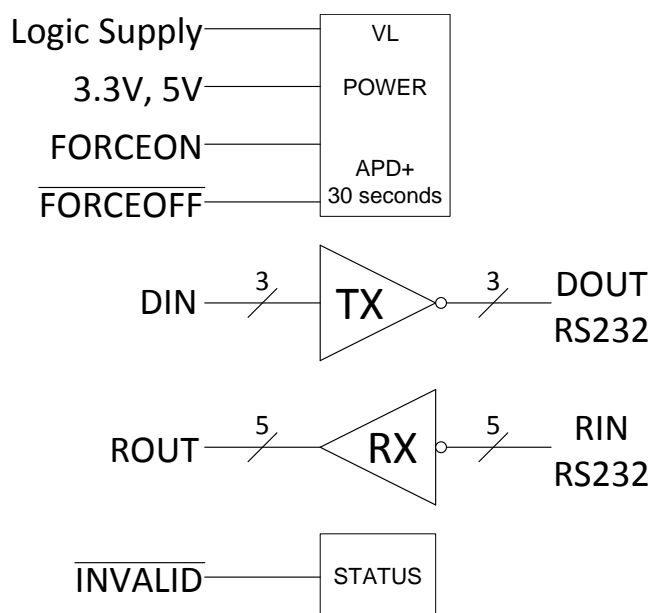 Logic Supply
VL
3.3V, 5V
POWER
FORCEON
APD+
FORCEOFF
30 seconds
DIN
3
TX
3
DOUT
RS232
ROUT
5
RX
5
RIN
RS232
INVALID
STATUS